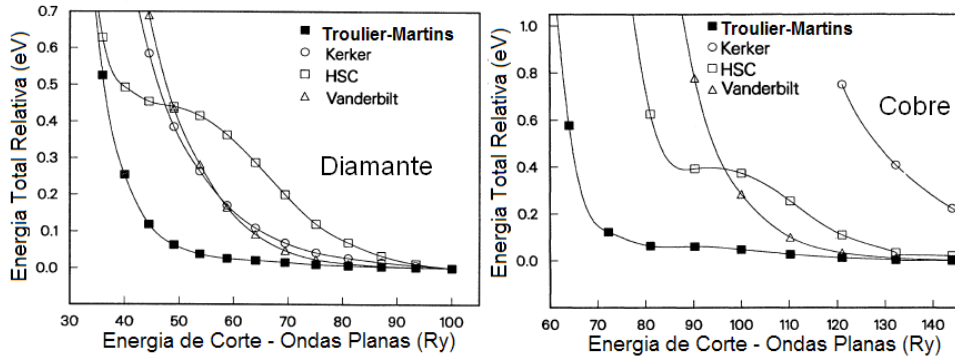 Energia Total Relativa (eV)
0.7
0.6
0.5
0.4
0.3
0.2
0.1
0.0
Troulier-Martins
Kerker
HSC
Vanderbilt
Diamante
30 40 50 60 70 80 90 100
Energia de Corte - Ondas Planas (Ry)
Energia Total Relativa (eV)
1.0
0.8
0.6
0.4
0.2
0.0
Troulier-Martins
Kerker
HSC
Vanderbilt
Cobre
60 70 80 90 100 110 120 130 140
Energia de Corte - Ondas Planas (Ry)